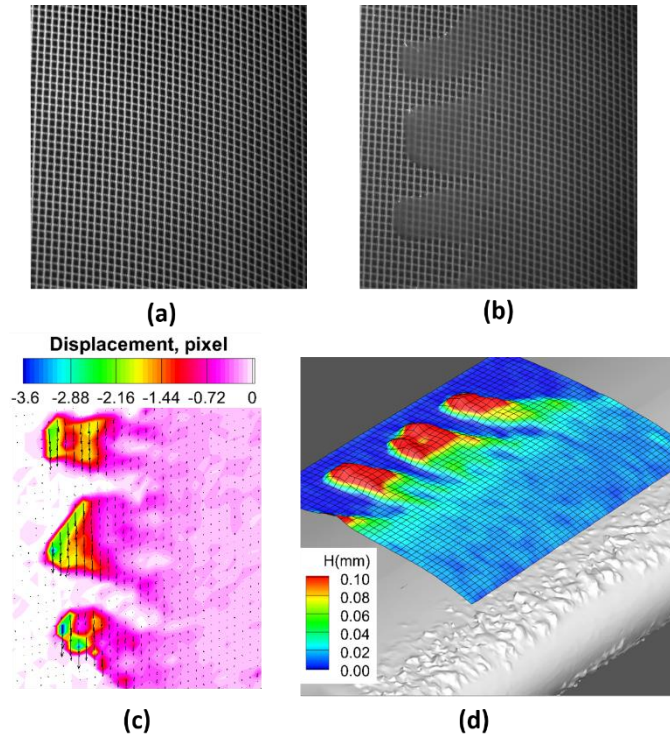 (a)
(b)
Displacement, pixel
-3.6 -2.88 -2.16 -1.44 -0.72 0
H(mm)
0.10
0.08
0.06
0.04
0.02
0.00
(c)
(d)